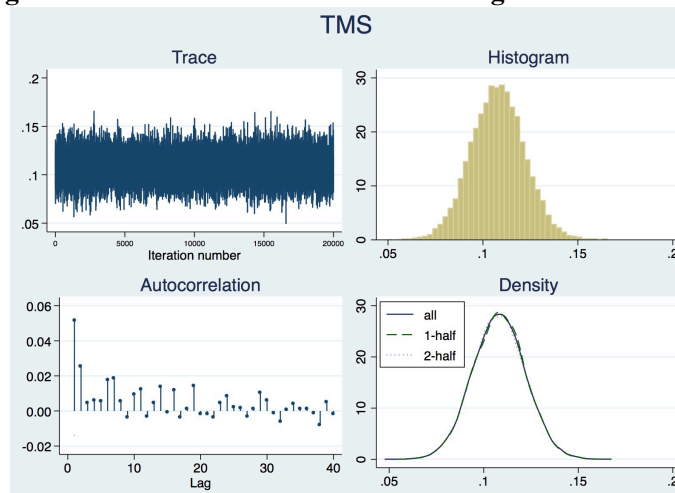 TMS
Trace
.2
.15
.1
.05
0 5000 10000 15000 20000
Iteration number
Histogram
30
20
10
0
.05 .1 .15 .2
Autocorrelation
0.06
0.04
0.02
0.00
-0.02
0 10 20 30 40
Lag
Density
30
20
10
0
all
1-half
2-half
.05 .1 .15 .2